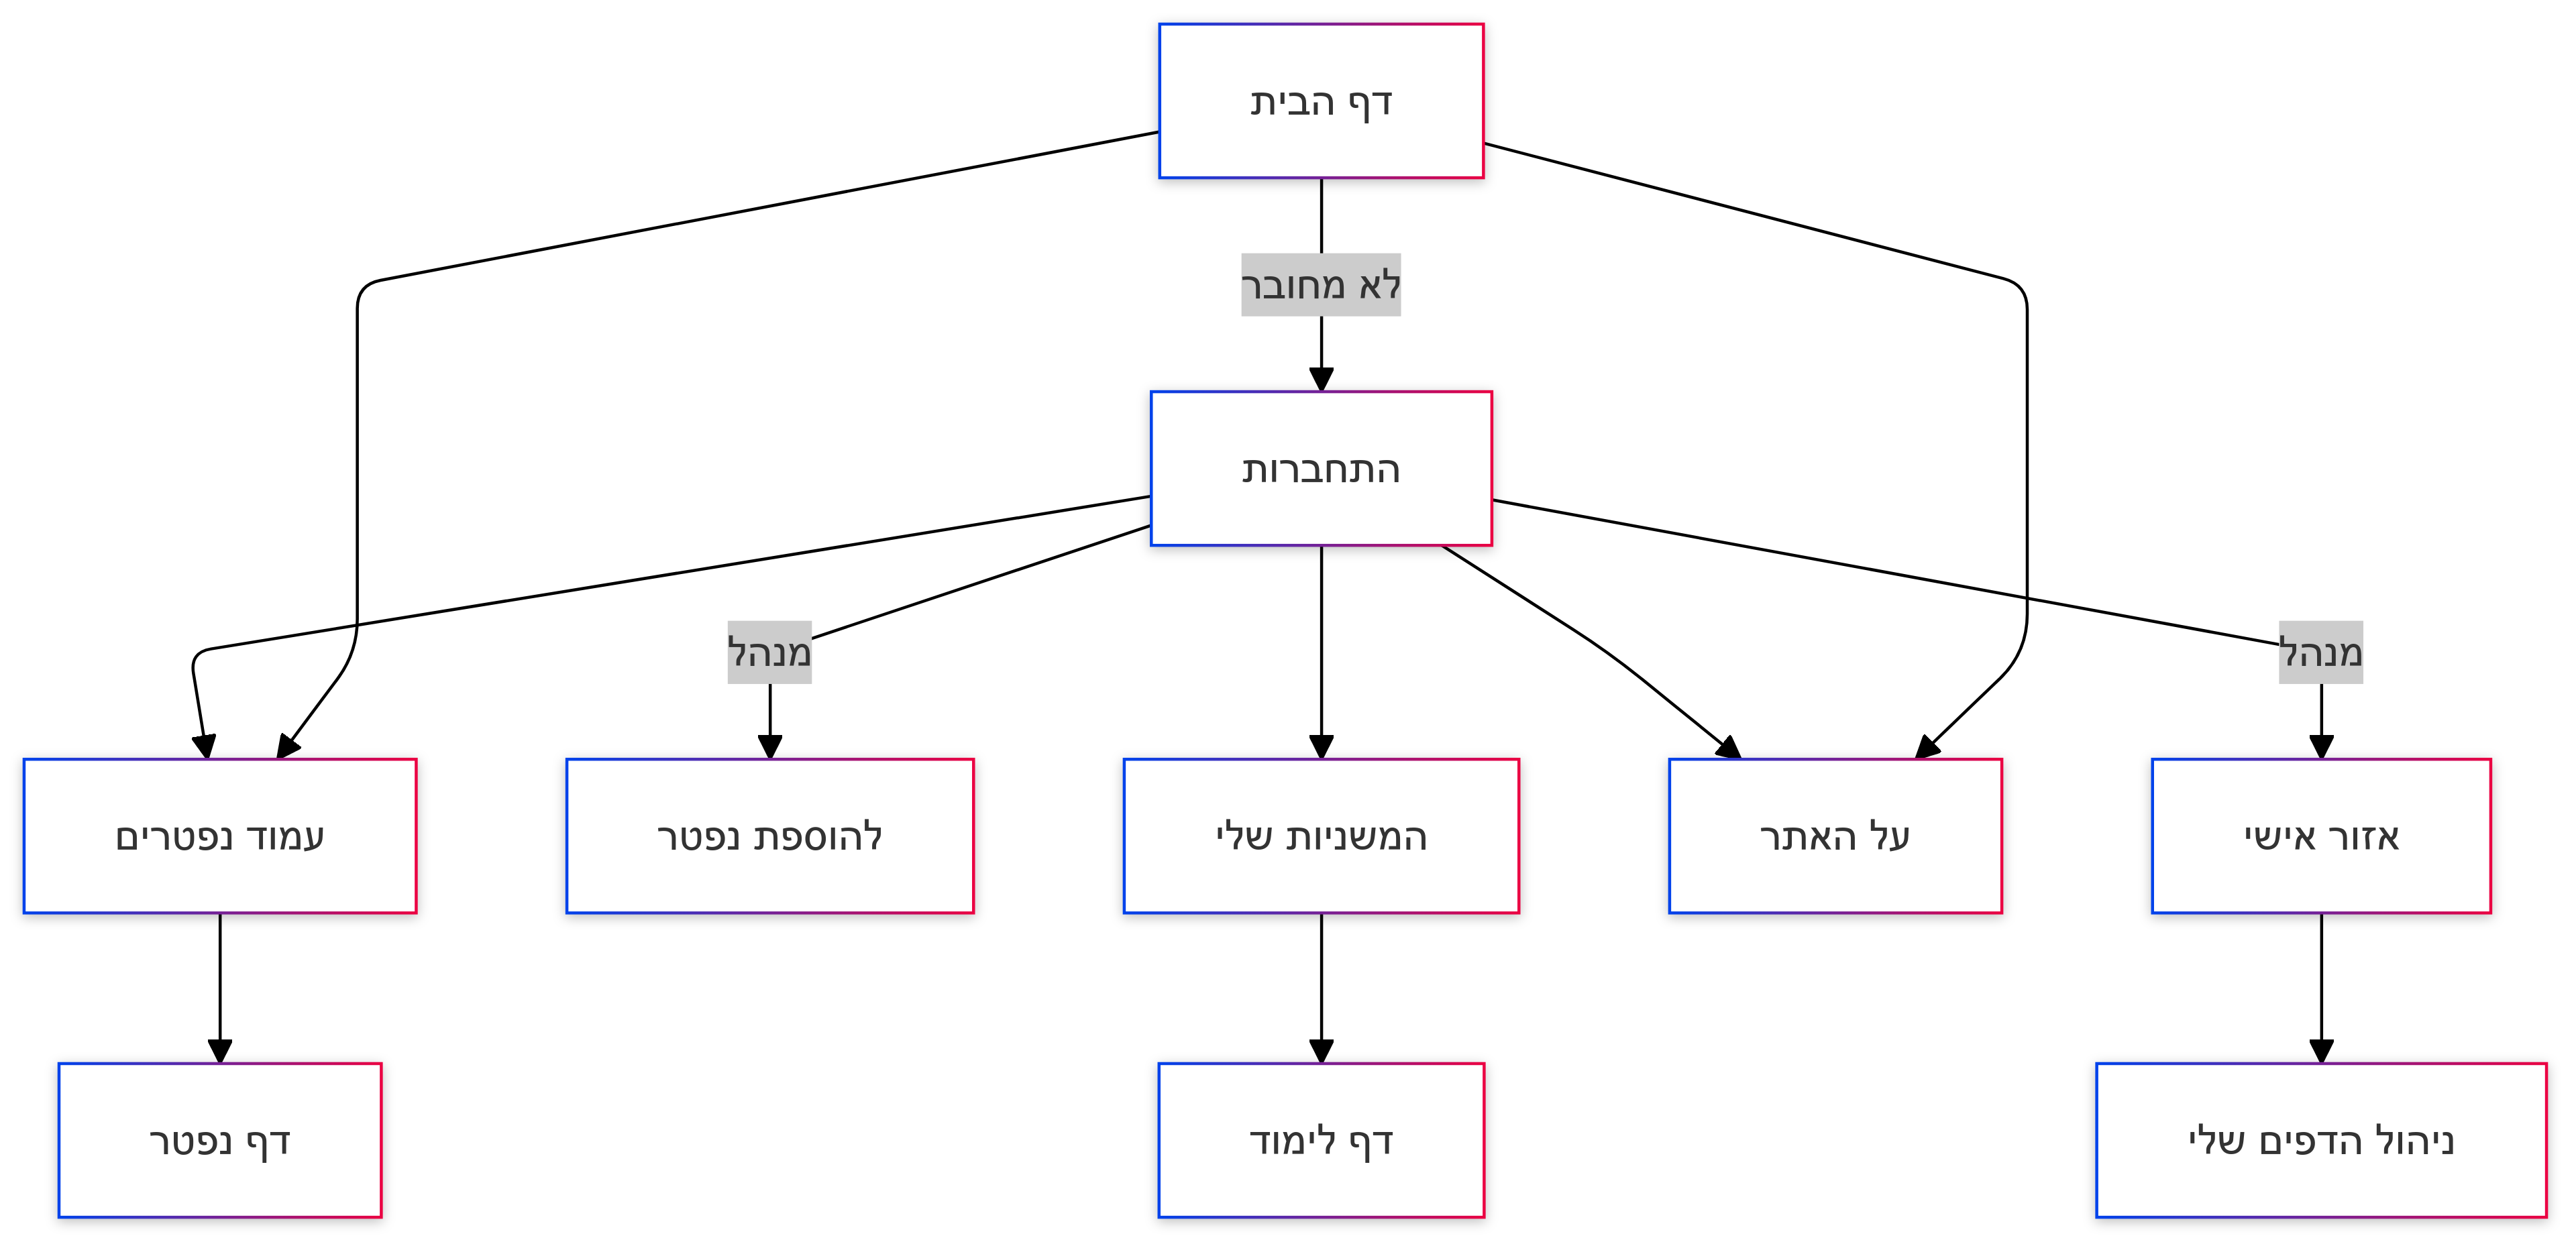 דף הבית
לא מחובר
התחברות
מנהל
מנהל
אזור אישי
על האתר
המשניות שלי
להוספת נפטר
עמוד נפטרים
ניהול הדפים שלי
דף לימוד
דף נפטר